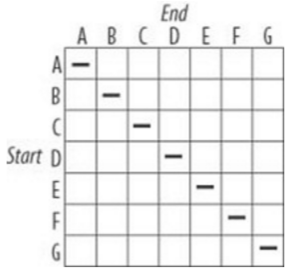 End
A B C D E F G
A —
B —
C —
Start D —
E —
F —
G —